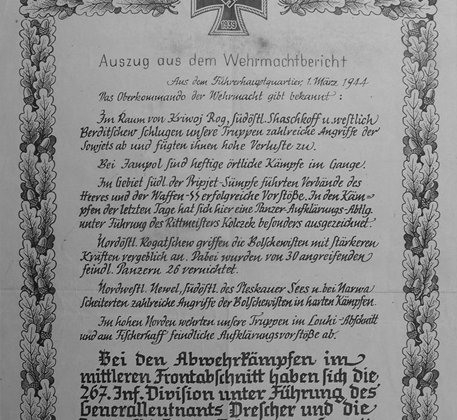 1939
Auszug aus dem Wehrmachtbericht
Aus dem Führerhauptquartier, 1. März 1944
Das Oberkommando der Wehrmacht gibt bekannt:
Im Raum von Kriwoj Rog, südöstl. Shaschkoff u. westlich
Berditschew schlugen unsere Truppen zahlreiche Angriffe der
Sowjets ab und fügten ihnen hohe Verluste zu.
Bei Jampol sind heftige örtliche Kämpfe im Gange.
Im Gebiet südl. der Pripjet-Sümpfe führten Verbände des
Heeres und der Waffen-SS erfolgreiche Vorstöße. In den Käm-
pfen der letzten Tage hat sich hier eine Panzer-Aufklärungs-Abtlg.
unter Führung des Rittmeisters Kolczek besonders ausgezeichnet.
Nordöstl. Rogatschew griffen die Bolschewisten mit stärkeren
Kräften vergeblich an. Dabei wurden von 30 angreifenden
feindl. Panzern 26 vernichtet.
Nordwestl. Newel, südöstl. des Pleskauer Sees u. bei Narwa
scheiterten zahlreiche Angriffe der Bolschewisten in harten Kämpfen.
Im hohen Norden wehrten unsere Truppen im Louhi-Abschnitt
und am Fischerhaff feindliche Aufklärungsvorstöße ab.
Bei den Abwehrkämpfen im
mittleren Frontabschnitt haben sich die
267. Inf. Division unter Führung des
Generalleutnants Drescher und die